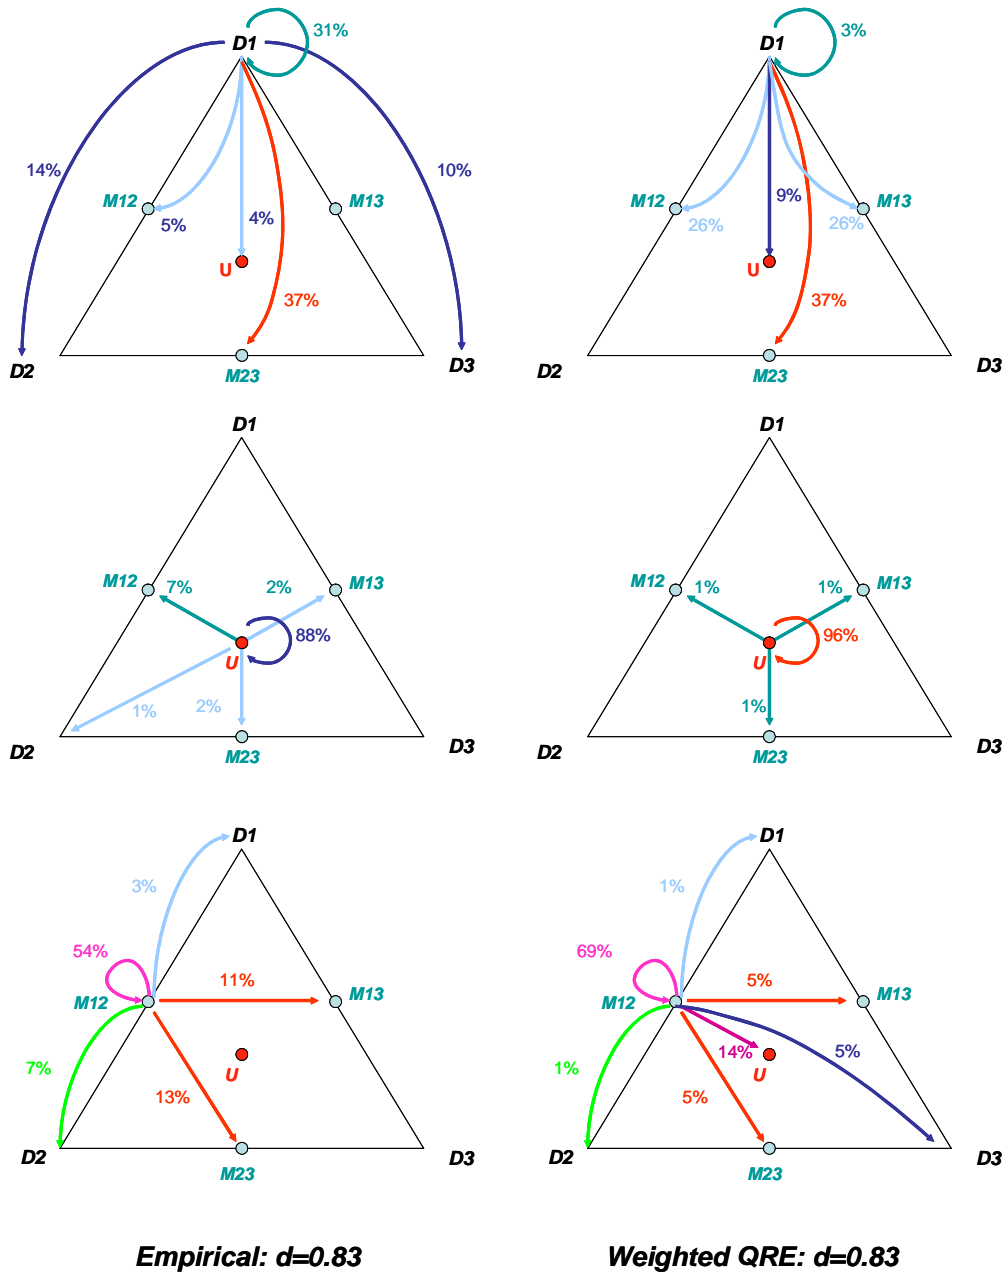 D1
31%
14%
10%
M12
M13
5%
4%
U
37%
D2
M23
D3
D1
3%
M12
M13
9%
26%
26%
U
37%
D2
M23
D3
D1
M12
7%
2%
M13
88%
U
1%
2%
D2
M23
D3
D1
M12
1%
1%
M13
96%
U
1%
D2
M23
D3
D1
3%
54%
11%
M12
M13
7%
U
13%
D2
M23
D3
D1
1%
69%
5%
M12
M13
14%
5%
1%
U
5%
D2
M23
D3
Empirical: d=0.83
Weighted QRE: d=0.83